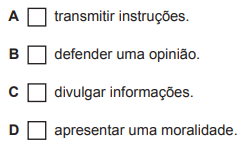 A transmitir instruções.
B defender uma opinião.
C divulgar informações.
D apresentar uma moralidade.